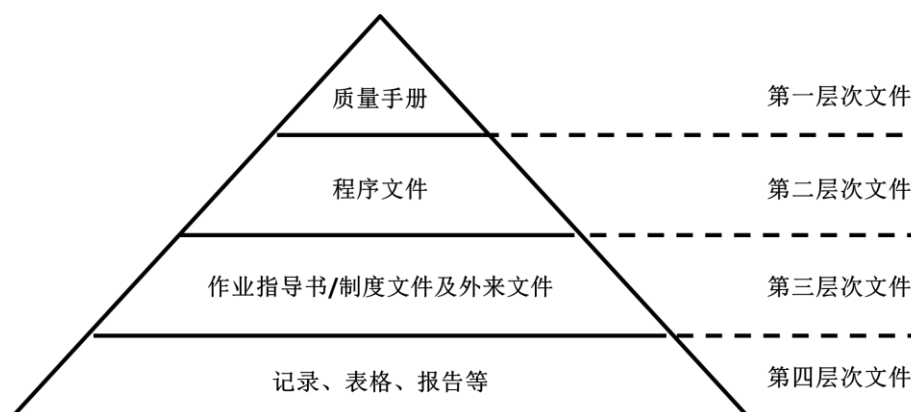 质量手册
第一层次文件
程序文件
第二层次文件
作业指导书/制度文件及外来文件
第三层次文件
记录、表格、报告等
第四层次文件